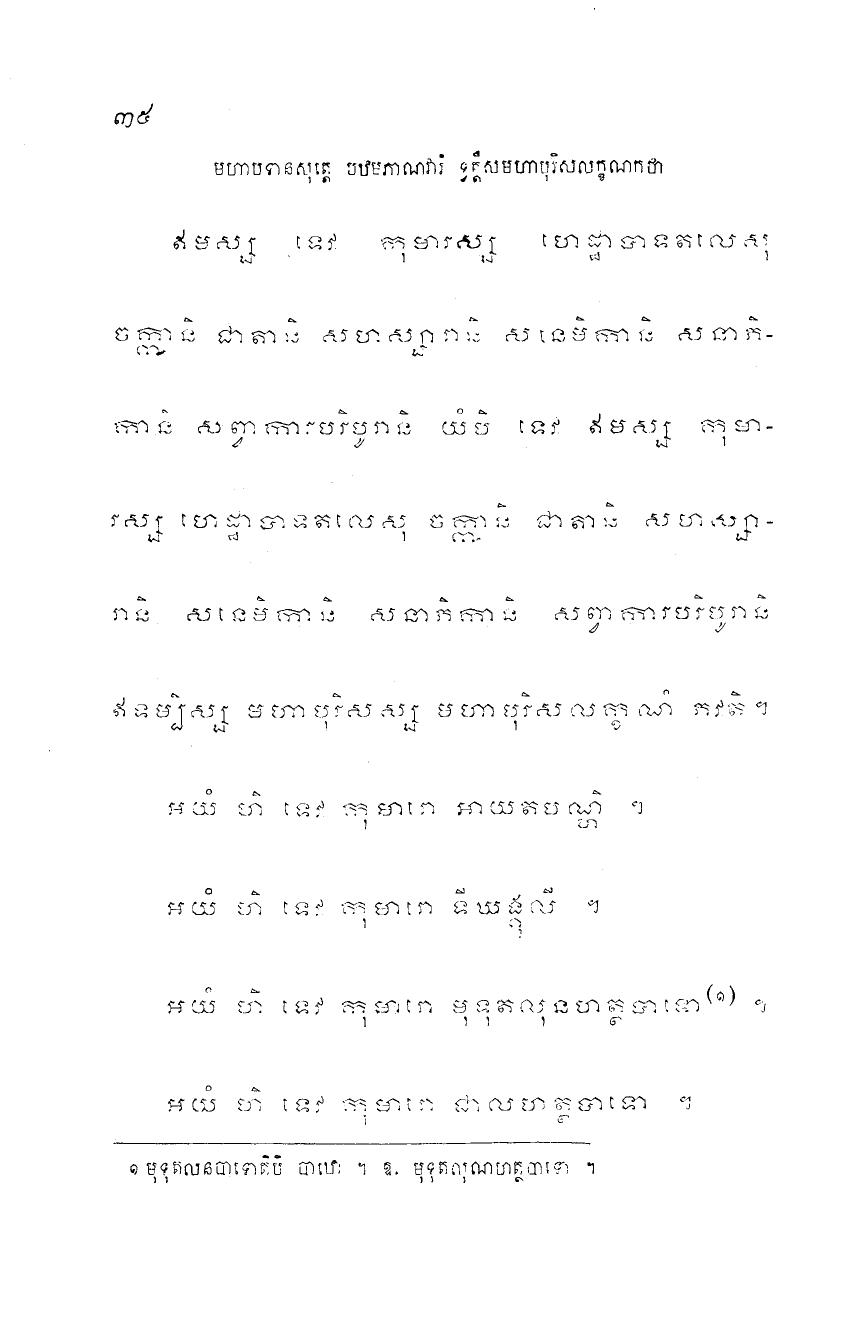 ៣៥
មហាបទានសុត្តេ បឋមភាណវារំ ទ្វត្តឹសមហាបុរិសលក្ខណកថា
ឥមស្ស ទេវ កុមារស្ស ហេដ្ឋាបាទតលេសុ
ចក្កានិ ជាតានិ សហស្សារានិ សនេមិកានិ សនាភិ-
កានិ សព្វាការបរិបូរានិ យំបិ ទេវ ឥមស្ស កុមា-
រស្ស ហេដ្ឋាបាទតលេសុ ចក្កានិ ជាតានិ សហស្សា-
រានិ សនេមិកានិ សនាភិកានិ សព្វាការបរិបូរានិ
ឥទម្បិស្ស មហាបុរិសស្ស មហាបុរិសលក្ខណំ ភវតិ ។
អយំ ហិ ទេវ កុមារោ អាយតបណ្ហិ ។
អយំ ហិ ទេវ កុមារោ ទីឃង្គុលី ។
អយំ ហិ ទេវ កុមារោ មុទុតលុនហត្ថបាទោ(១) ។
អយំ ហិ ទេវ កុមារោ ជាលហត្ថបាទោ ។
១ មុទុតលនបាទោតិបិ បាឋោ ។ ឱ. មុទុតលុណហត្ថបាទោ ។